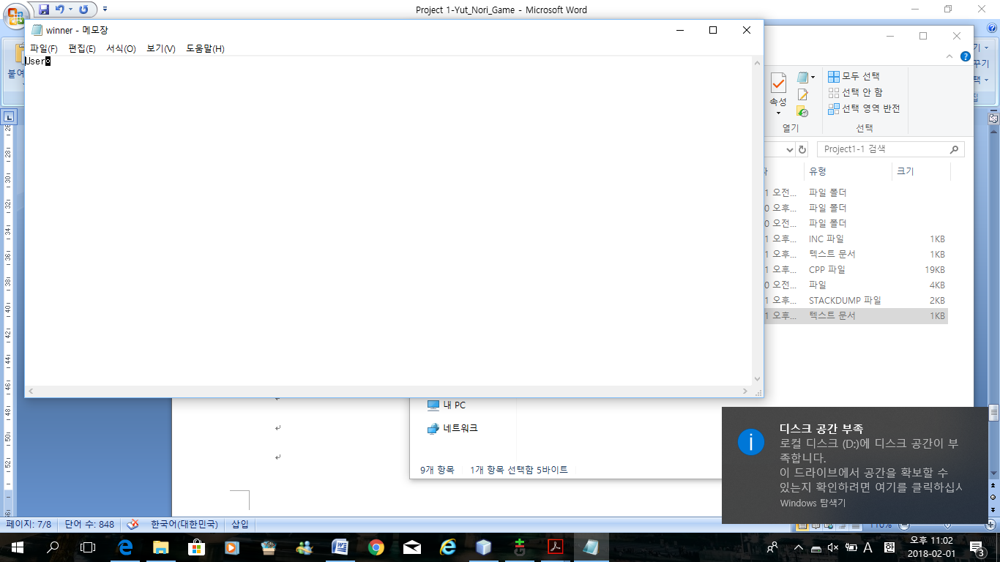 Project 1-Yut_Nori_Game - Microsoft Word
winner - 메모장
파일(F) 편집(E) 서식(O) 보기(V) 도움말(H)
User
붙여
속성
열기
모두 선택
선택 안 함
선택 영역 반전
선택
Project1-1 검색
유형 크기
1 오전... 파일 폴더
0 오후... 파일 폴더
0 오전... 파일 폴더
1 오후... INC 파일 1KB
1 오후... 텍스트 문서 1KB
1 오후... CPP 파일 19KB
0 오전... 파일 4KB
1 오후... STACKDUMP 파일 2KB
1 오후... 텍스트 문서 1KB
내 PC
네트워크
9개 항목 1개 항목 선택함 5바이트
디스크 공간 부족
로컬 디스크 (D:)에 디스크 공간이 부
족합니다.
이 드라이브에서 공간을 확보할 수
있는지 확인하려면 여기를 클릭하십시
Windows 탐색기
페이지: 7/8 단어 수: 848 한국어(대한민국) 삽입 110%
A 한 오후 11:02
2018-02-01
3